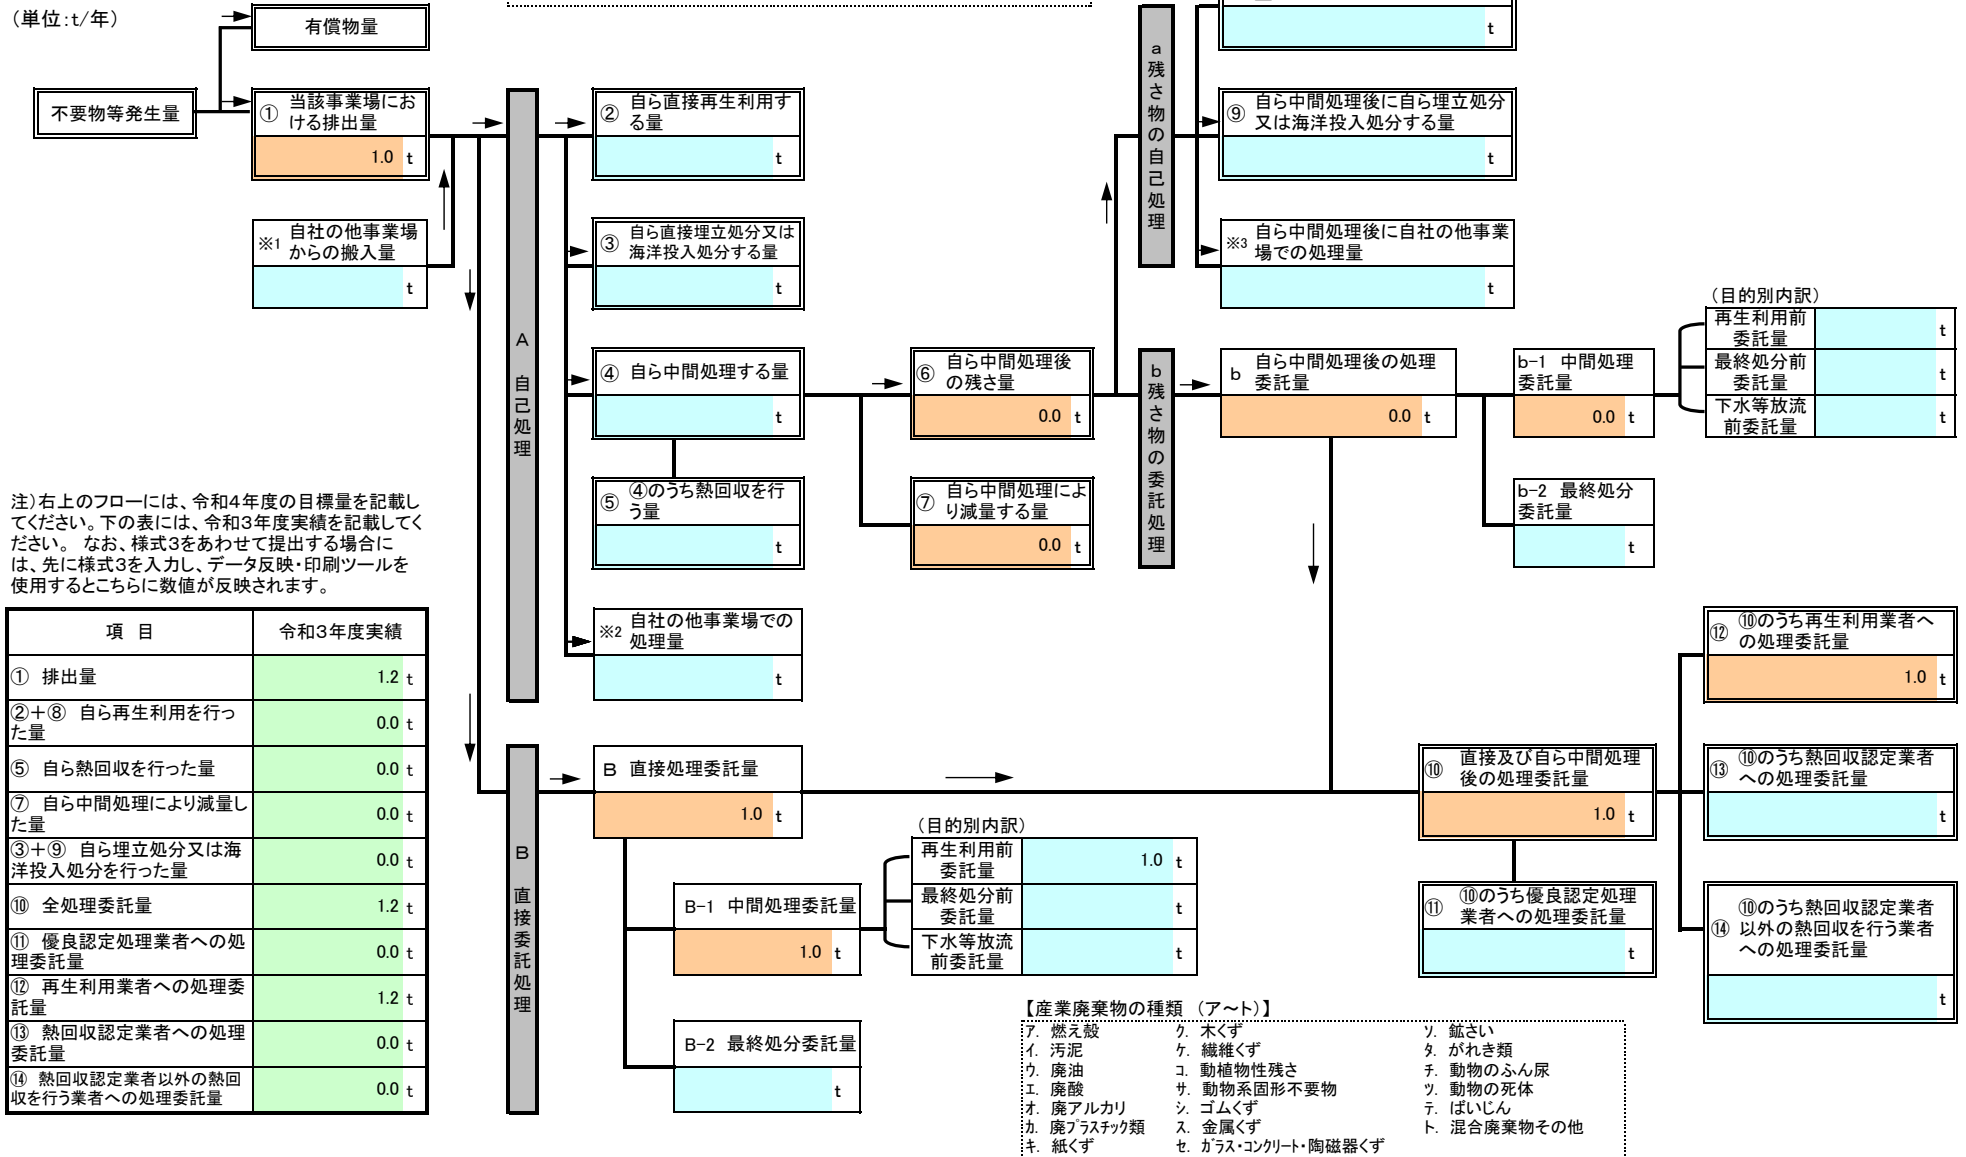 （単位：t/年）
有償物量
不要物等発生量
① 当該事業場にお
ける排出量
1.0 t
※1 自社の他事業場
からの搬入量
t
A 自己処理
② 自ら直接再生利用す
る量
t
③ 自ら直接埋立処分又は
海洋投入処分する量
t
④ 自ら中間処理する量
t
⑤ ④のうち熱回収を行
う量
t
※2 自社の他事業場での
処理量
t
⑥ 自ら中間処理後
の残さ量
0.0 t
⑦ 自ら中間処理によ
り減量する量
0.0 t
a 残さ物の自己処理
t
⑨ 自ら中間処理後に自ら埋立処分
又は海洋投入処分する量
t
※3 自ら中間処理後に自社の他事業
場での処理量
t
b 残さ物の委託処理
b 自ら中間処理後の処理
委託量
0.0 t
b-1 中間処理
委託量
0.0 t
（目的別内訳）
再生利用前
委託量
t
最終処分前
委託量
t
下水等放流
前委託量
t
b-2 最終処分
委託量
t
注）右上のフローには、令和４年度の目標量を記載し
てください。下の表には、令和３年度実績を記載してく
ださい。 なお、様式３をあわせて提出する場合に
は、先に様式３を入力し、データ反映・印刷ツールを
使用するとこちらに数値が反映されます。
項 目 令和３年度実績
① 排出量 1.2 t
②＋⑧ 自ら再生利用を行っ
た量
0.0 t
⑤ 自ら熱回収を行った量 0.0 t
⑦ 自ら中間処理により減量し
た量
0.0 t
③＋⑨ 自ら埋立処分又は海
洋投入処分を行った量
0.0 t
⑩ 全処理委託量 1.2 t
⑪ 優良認定処理業者への処
理委託量
0.0 t
⑫ 再生利用業者への処理委
託量
1.2 t
⑬ 熱回収認定業者への処理
委託量
0.0 t
⑭ 熱回収認定業者以外の熱回
収を行う業者への処理委託量
0.0 t
B 直接委託処理
B 直接処理委託量
1.0 t
B-1 中間処理委託量
1.0 t
（目的別内訳）
再生利用前
委託量
1.0 t
最終処分前
委託量
t
下水等放流
前委託量
t
B-2 最終処分委託量
t
⑩ 直接及び自ら中間処理
後の処理委託量
1.0 t
⑪ ⑩のうち優良認定処理
業者への処理委託量
t
⑫ ⑩のうち再生利用業者へ
の処理委託量
1.0 t
⑬ ⑩のうち熱回収認定業者
への処理委託量
t
⑭ ⑩のうち熱回収認定業者
以外の熱回収を行う業者
への処理委託量
t
【産業廃棄物の種類 （ア～ト）】
ア. 燃え殻 ク. 木くず ソ. 鉱さい
イ. 汚泥 ケ. 繊維くず タ. がれき類
ウ. 廃油 コ. 動植物性残さ チ. 動物のふん尿
エ. 廃酸 サ. 動物系固形不要物 ツ. 動物の死体
オ. 廃アルカリ シ. ゴムくず テ. ばいじん
カ. 廃プラスチック類 ス. 金属くず ト. 混合廃棄物その他
キ. 紙くず セ. ガラス・コンクリート・陶磁器くず